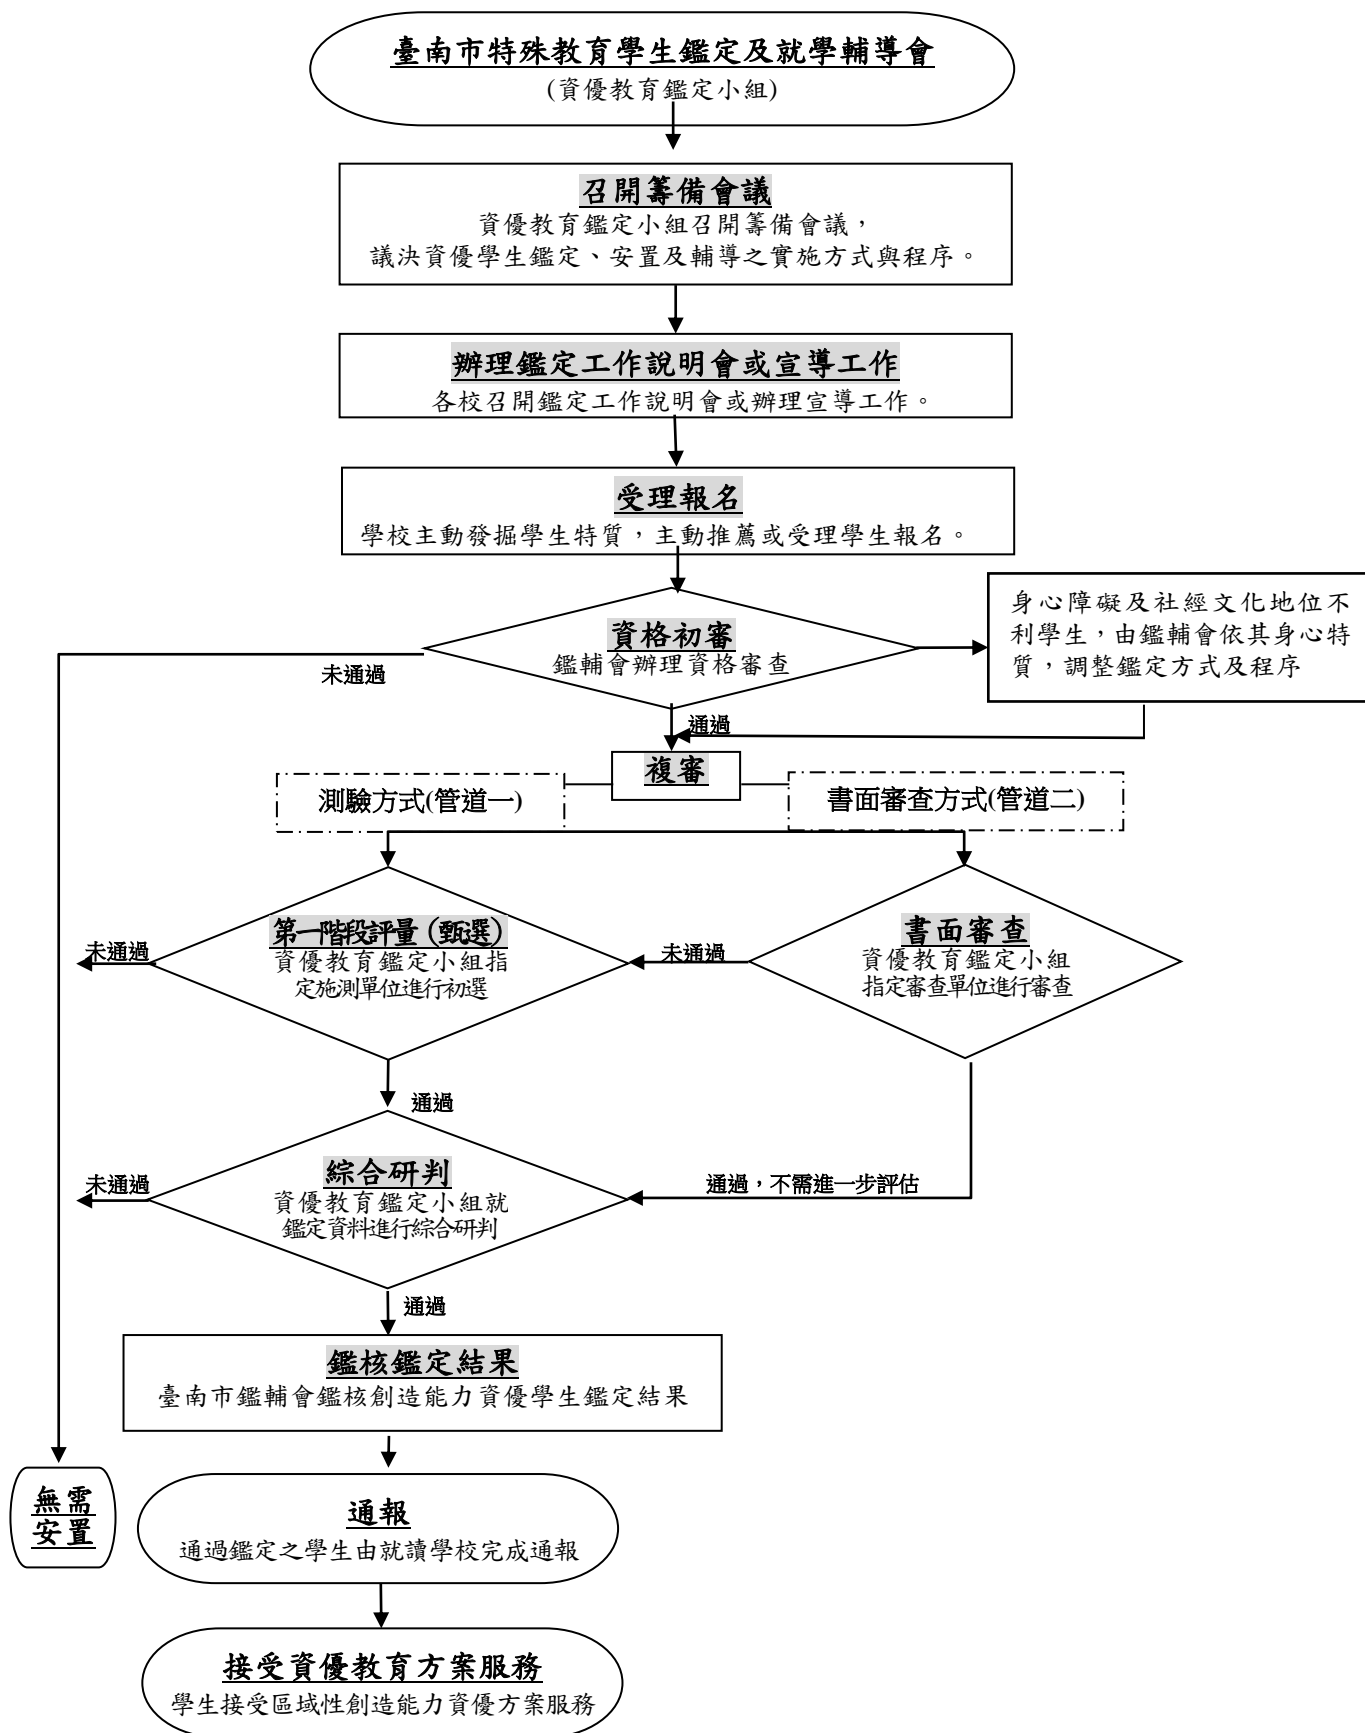 臺南市特殊教育學生鑑定及就學輔導會
(資優教育鑑定小組)
召開籌備會議
資優教育鑑定小組召開籌備會議，
議決資優學生鑑定、安置及輔導之實施方式與程序。
辦理鑑定工作說明會或宣導工作
各校召開鑑定工作說明會或辦理宣導工作。
受理報名
學校主動發掘學生特質，主動推薦或受理學生報名。
資格初審
鑑輔會辦理資格審查
身心障礙及社經文化地位不
利學生，由鑑輔會依其身心特
質，調整鑑定方式及程序
未通過
通過
複審
測驗方式(管道一)
書面審查方式(管道二)
第一階段評量(甄選)
資優教育鑑定小組指
定施測單位進行初選
未通過
未通過
書面審查
資優教育鑑定小組
指定審查單位進行審查
通過
綜合研判
資優教育鑑定小組就
鑑定資料進行綜合研判
未通過
通過，不需進一步評估
通過
鑑核鑑定結果
臺南市鑑輔會鑑核創造能力資優學生鑑定結果
無需
安置
通報
通過鑑定之學生由就讀學校完成通報
接受資優教育方案服務
學生接受區域性創造能力資優方案服務